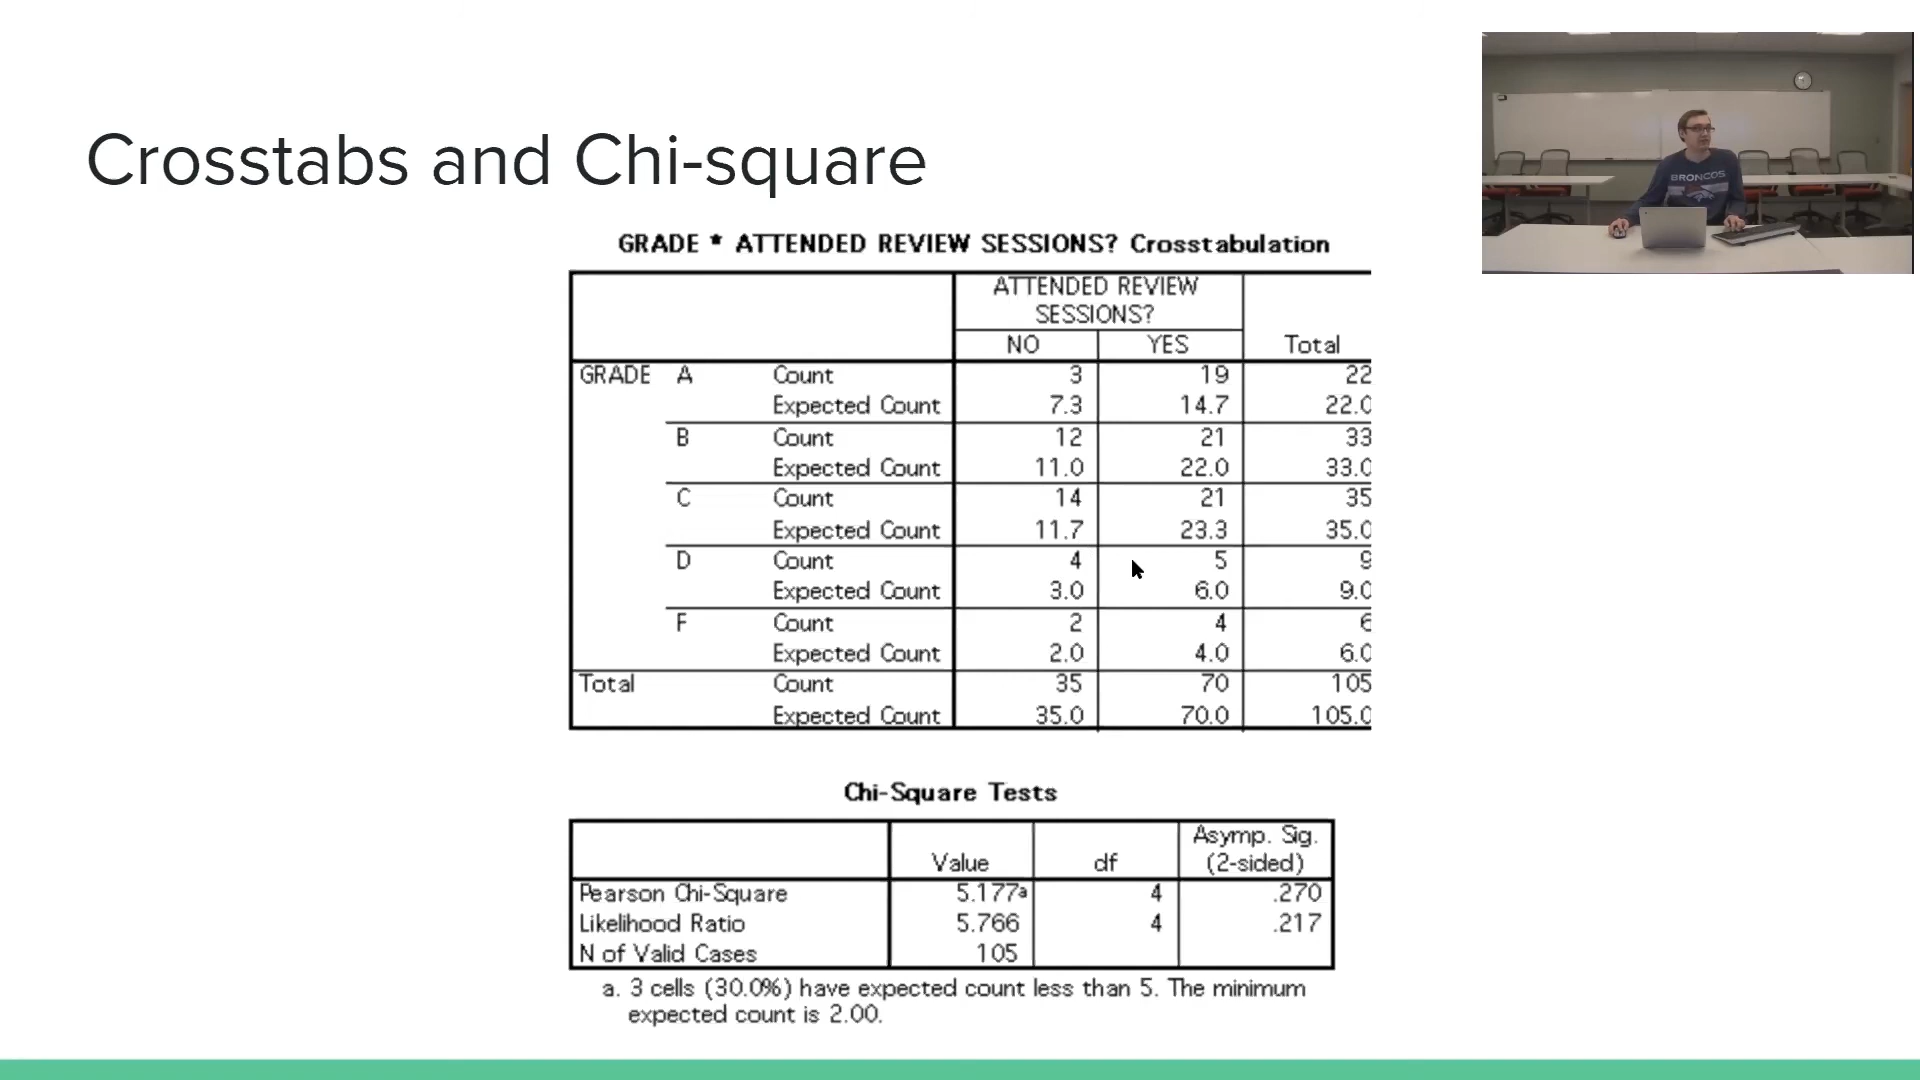 Crosstabs and Chi-square
BRONCOS
GRADE * ATTENDED REVIEW SESSIONS? Crosstabulation
ATTENDED REVIEW
SESSIONS?
NO YES Total
GRADE A Count 3 19 22
Expected Count 7.3 14.7 22.0
B Count 12 21 33
Expected Count 11.0 22.0 33.0
C Count 14 21 35
Expected Count 11.7 23.3 35.0
D Count 4 5 9
Expected Count 3.0 6.0 9.0
F Count 2 4 6
Expected Count 2.0 4.0 6.0
Total Count 35 70 105
Expected Count 35.0 70.0 105.0
Chi-Square Tests
Asymp. Sig.
Value df (2-sided)
Pearson Chi-Square 5.177a 4 .270
Likelihood Ratio 5.766 4 .217
N of Valid Cases 105
a. 3 cells (30.0%) have expected count less than 5. The minimum
expected count is 2.00.